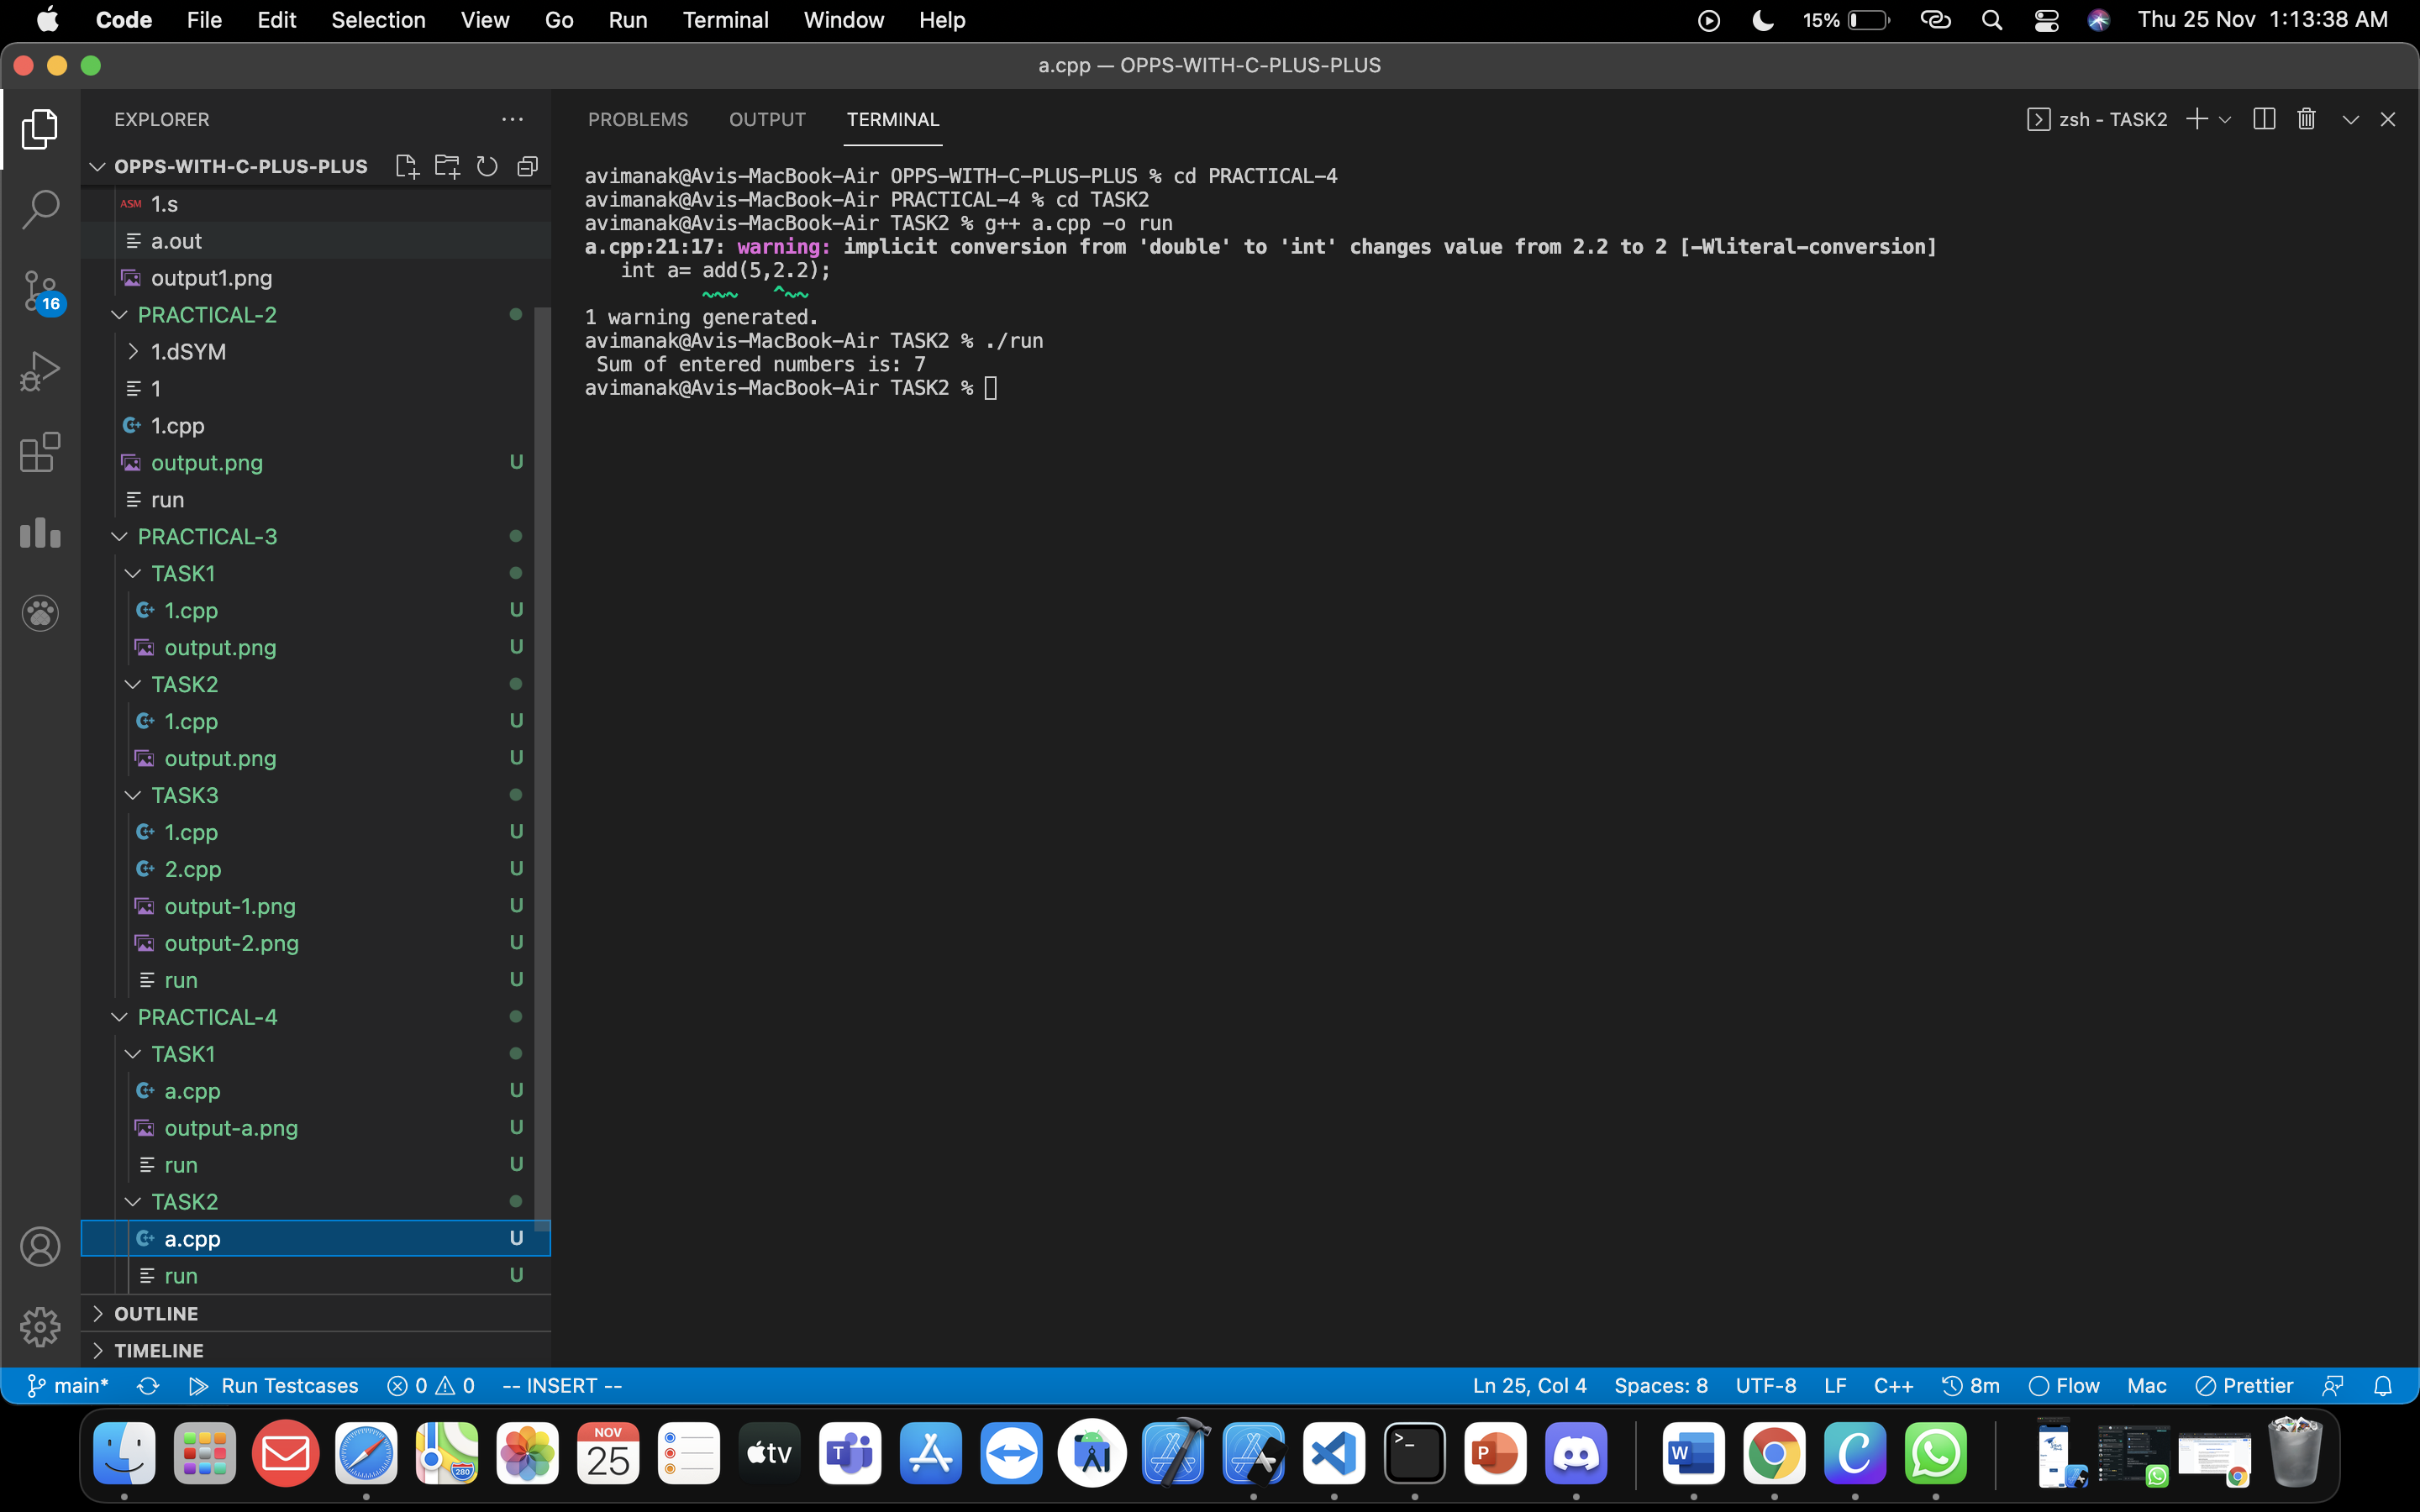 Code File Edit Selection View Go Run Terminal Window Help 15% Thu 25 Nov 1:13:38 AM
a.cpp — OPPS-WITH-C-PLUS-PLUS
EXPLORER
OPPS-WITH-C-PLUS-PLUS
ASM 1.s
a.out
output1.png
16
PRACTICAL-2
1.dSYM
1
1.cpp
output.png U
run
PRACTICAL-3
TASK1
1.cpp U
output.png U
TASK2
1.cpp U
output.png U
TASK3
1.cpp U
2.cpp U
output-1.png U
output-2.png U
run U
PRACTICAL-4
TASK1
a.cpp U
output-a.png U
run U
TASK2
a.cpp U
run U
OUTLINE
TIMELINE
PROBLEMS OUTPUT TERMINAL zsh - TASK2
avimanak@Avis-MacBook-Air OPPS-WITH-C-PLUS-PLUS % cd PRACTICAL-4
avimanak@Avis-MacBook-Air PRACTICAL-4 % cd TASK2
avimanak@Avis-MacBook-Air TASK2 % g++ a.cpp -o run
a.cpp:21:17: warning: implicit conversion from 'double' to 'int' changes value from 2.2 to 2 [-Wliteral-conversion]
int a= add(5,2.2);
~~~ ^~~
1 warning generated.
avimanak@Avis-MacBook-Air TASK2 % ./run
Sum of entered numbers is: 7
avimanak@Avis-MacBook-Air TASK2 %
main* Run Testcases 0 0 -- INSERT -- Ln 25, Col 4 Spaces: 8 UTF-8 LF C++ 8m Flow Mac Prettier
280 NOV 25 tv T >_ P W C